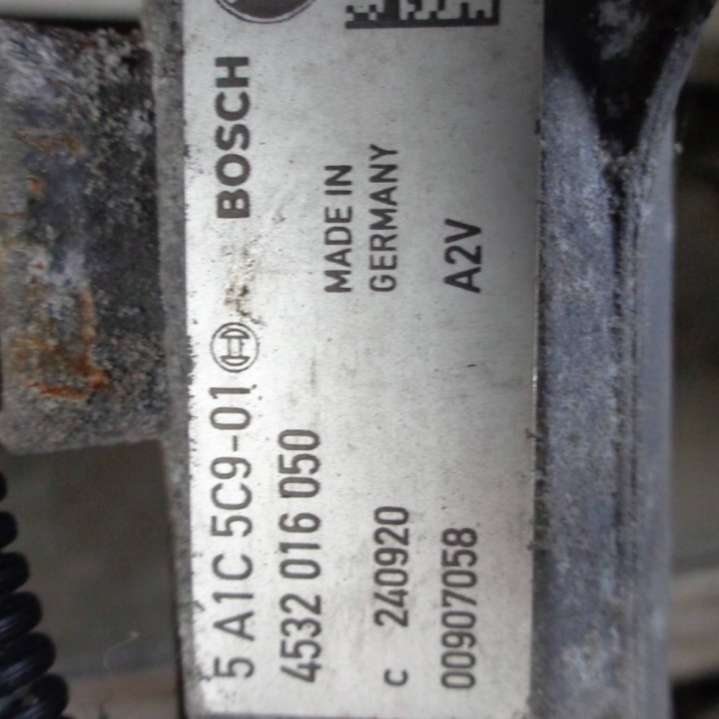 5 A1C 5C9-01 BOSCH
4532 016 050
MADE IN
GERMANY
C 240920
00907058 A2V